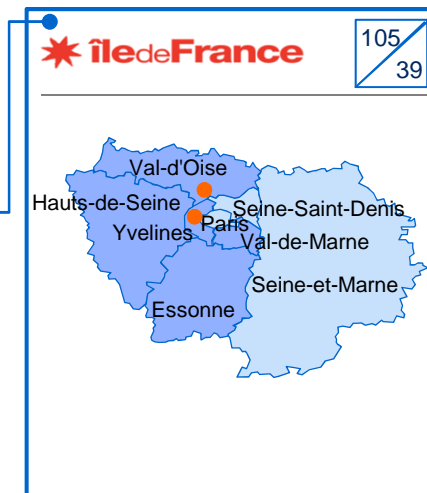 îledeFrance
105
39
Val-d'Oise
Hauts-de-Seine
Seine-Saint-Denis
Paris
Yvelines
Val-de-Marne
Seine-et-Marne
Essonne